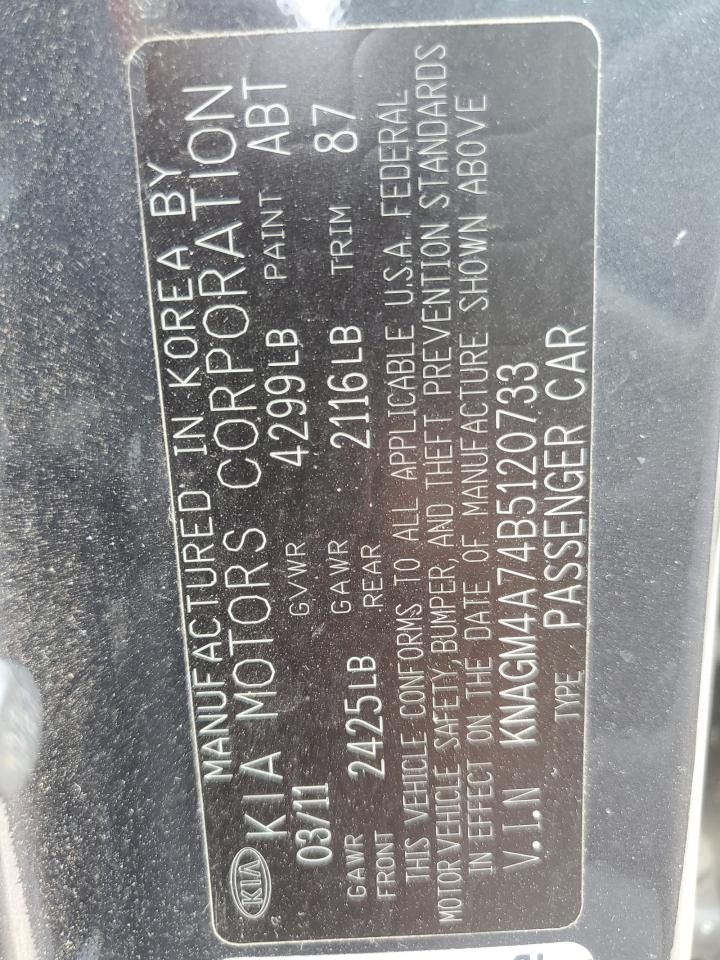 MANUFACTURED IN KOREA BY
KIA KIA MOTORS CORPORATION
03/11 GVWR 4299LB PAINT ABT
GAWR FRONT 2425LB GAWR REAR 2116LB TRIM 87
THIS VEHICLE CONFORMS TO ALL APPLICABLE U.S.A. FEDERAL
MOTOR VEHICLE SAFETY, BUMPER, AND THEFT PREVENTION STANDARDS
IN EFFECT ON THE DATE OF MANUFACTURE SHOWN ABOVE
V.I.N KNAGM4A74B5120733
TYPE PASSENGER CAR